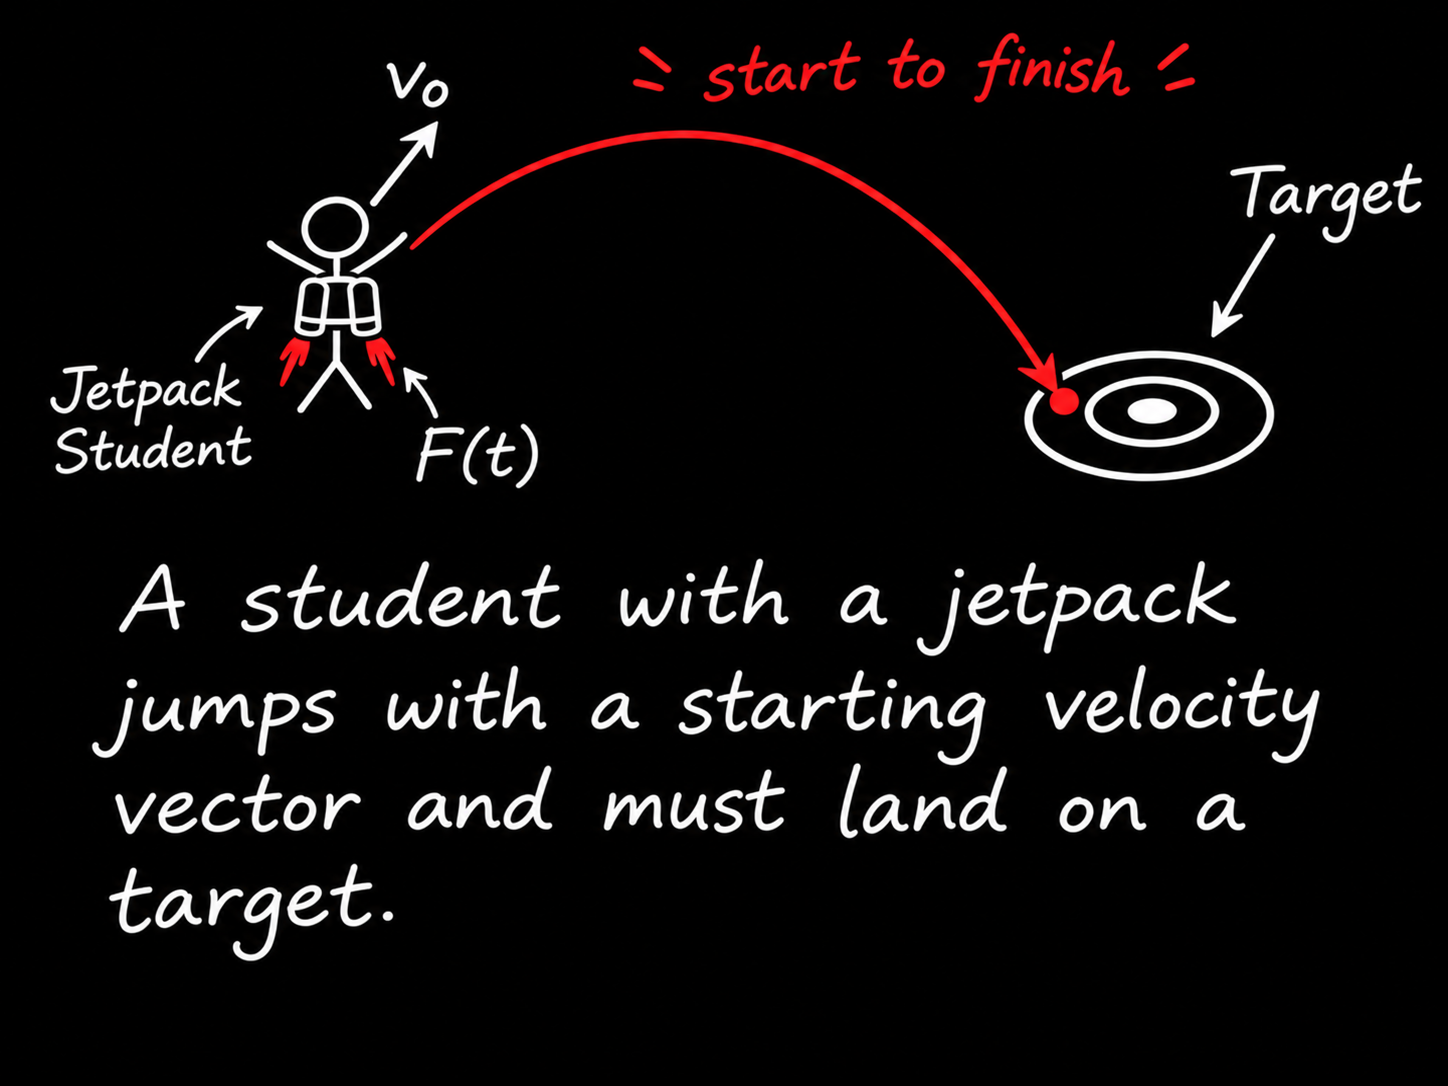 v0
start to finish
Target
Jetpack
Student
F(t)
A student with a jetpack
jumps with a starting velocity
vector and must land on a
target.